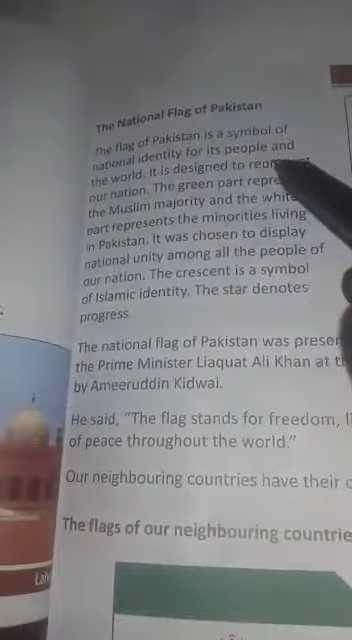 The National Flag of Pakistan
The flag of Pakistan is a symbol of
national identity for its people and
the world. It is designed to
our nation. The green part
the Muslim majority and the
part represents the minorities living
in Pakistan. It was chosen to display
national unity among all the people of
our nation. The crescent is a symbol
of Islamic identity. The star denotes
progress.
The national flag of Pakistan was
the Prime Minister Liaquat Ali Khan at
by Ameeruddin Kidwai.
He said, “The flag stands for freedom,
of peace throughout the world.”
Our neighbouring countries have their
The flags of our neighbouring